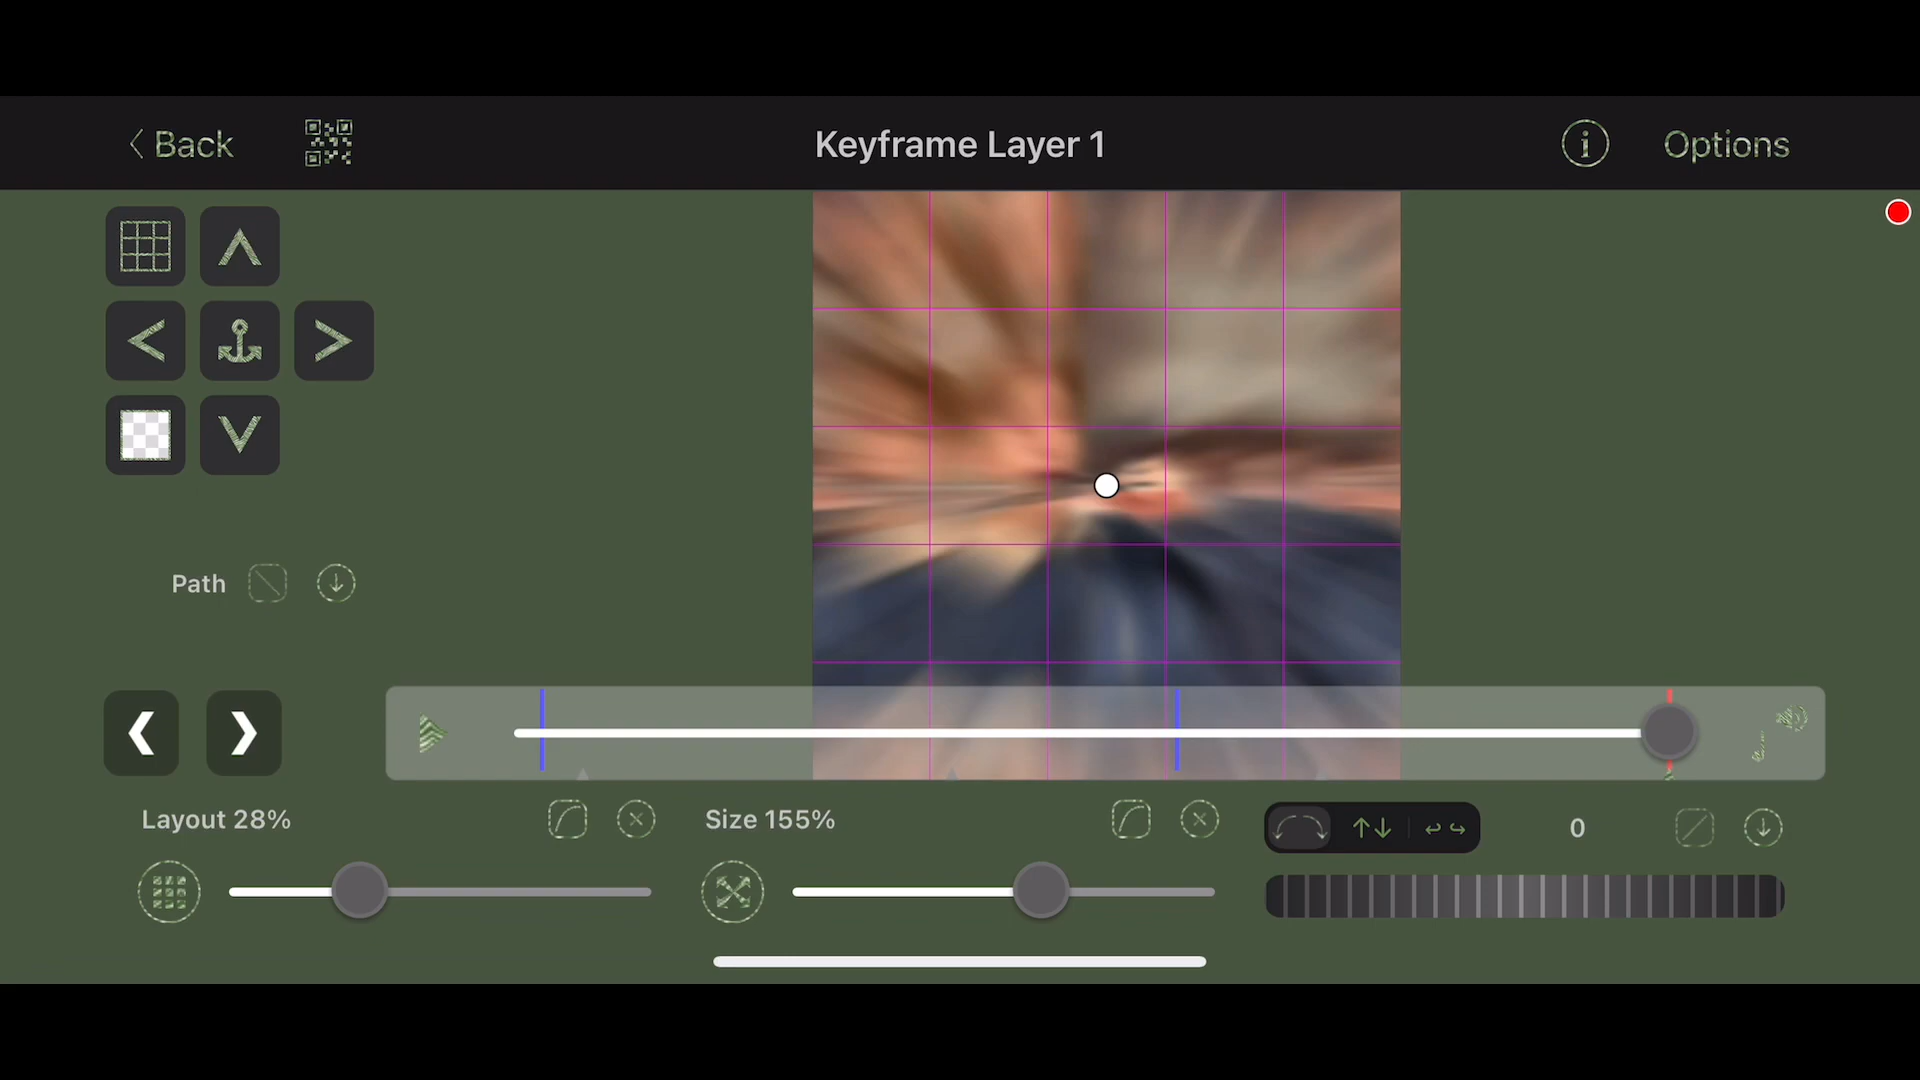 Back
Keyframe Layer 1
Options
Path
Layout 28%
Size 155%
0